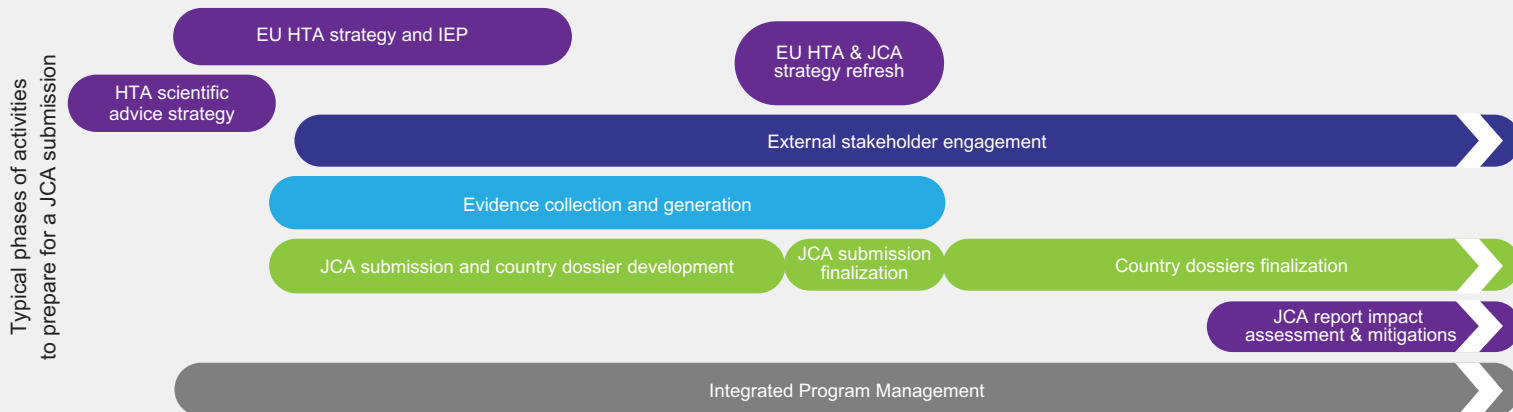 Typical phases of activities
to prepare for a JCA submission
EU HTA strategy and IEP
EU HTA & JCA
strategy refresh
HTA scientific
advice strategy
External stakeholder engagement
Evidence collection and generation
JCA submission and country dossier development
JCA submission
finalization
Country dossiers finalization
JCA report impact
assessment & mitigations
Integrated Program Management